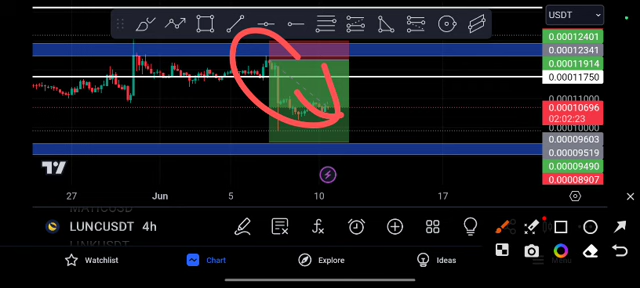 USDT
0.00012401
0.00012341
0.00011914
0.00011750
0.00011000
0.00010696
02:02:23
0.00010000
0.00009603
0.00009519
0.00009490
0.00008907
27
Jun
5
10
17
LUNCUSDT 4h
Watchlist
Chart
Explore
Ideas